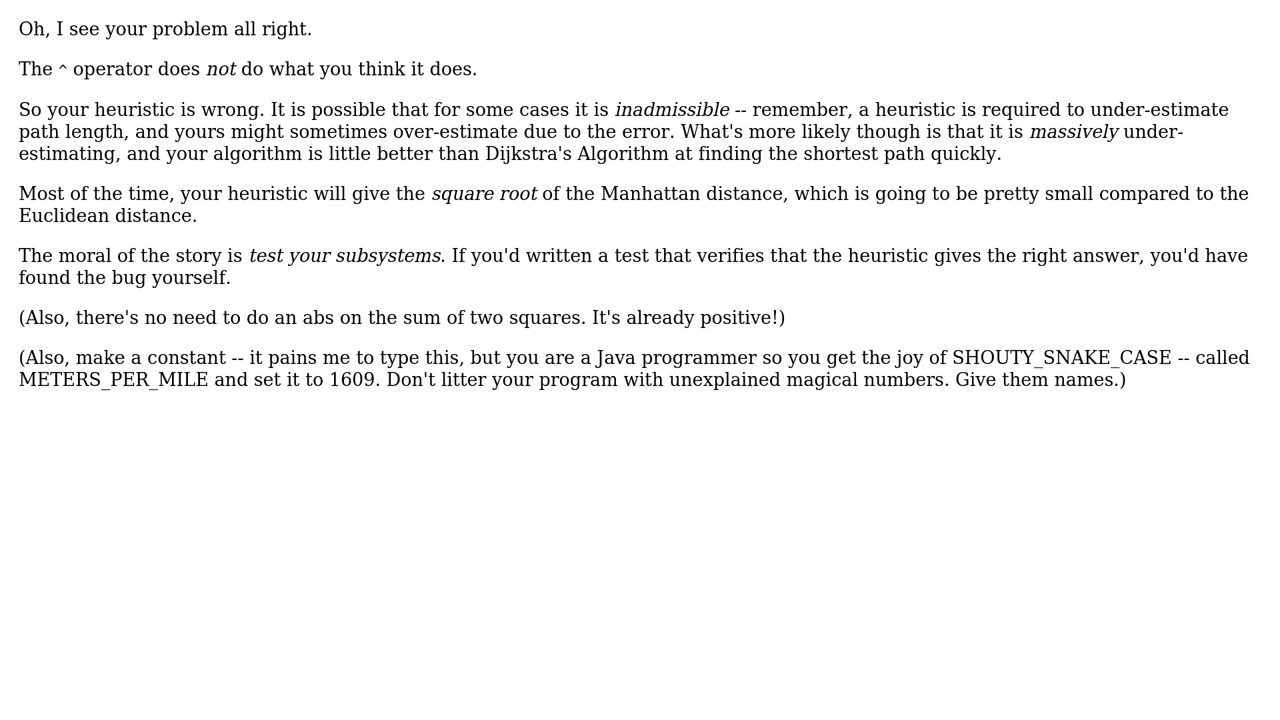 Oh, I see your problem all right.
The ^ operator does not do what you think it does.
So your heuristic is wrong. It is possible that for some cases it is inadmissible -- remember, a heuristic is required to under-estimate
path length, and yours might sometimes over-estimate due to the error. What's more likely though is that it is massively under-
estimating, and your algorithm is little better than Dijkstra's Algorithm at finding the shortest path quickly.
Most of the time, your heuristic will give the square root of the Manhattan distance, which is going to be pretty small compared to the
Euclidean distance.
The moral of the story is test your subsystems. If you'd written a test that verifies that the heuristic gives the right answer, you'd have
found the bug yourself.
(Also, there's no need to do an abs on the sum of two squares. It's already positive!)
(Also, make a constant -- it pains me to type this, but you are a Java programmer so you get the joy of SHOUTY_SNAKE_CASE -- called
METERS_PER_MILE and set it to 1609. Don't litter your program with unexplained magical numbers. Give them names.)